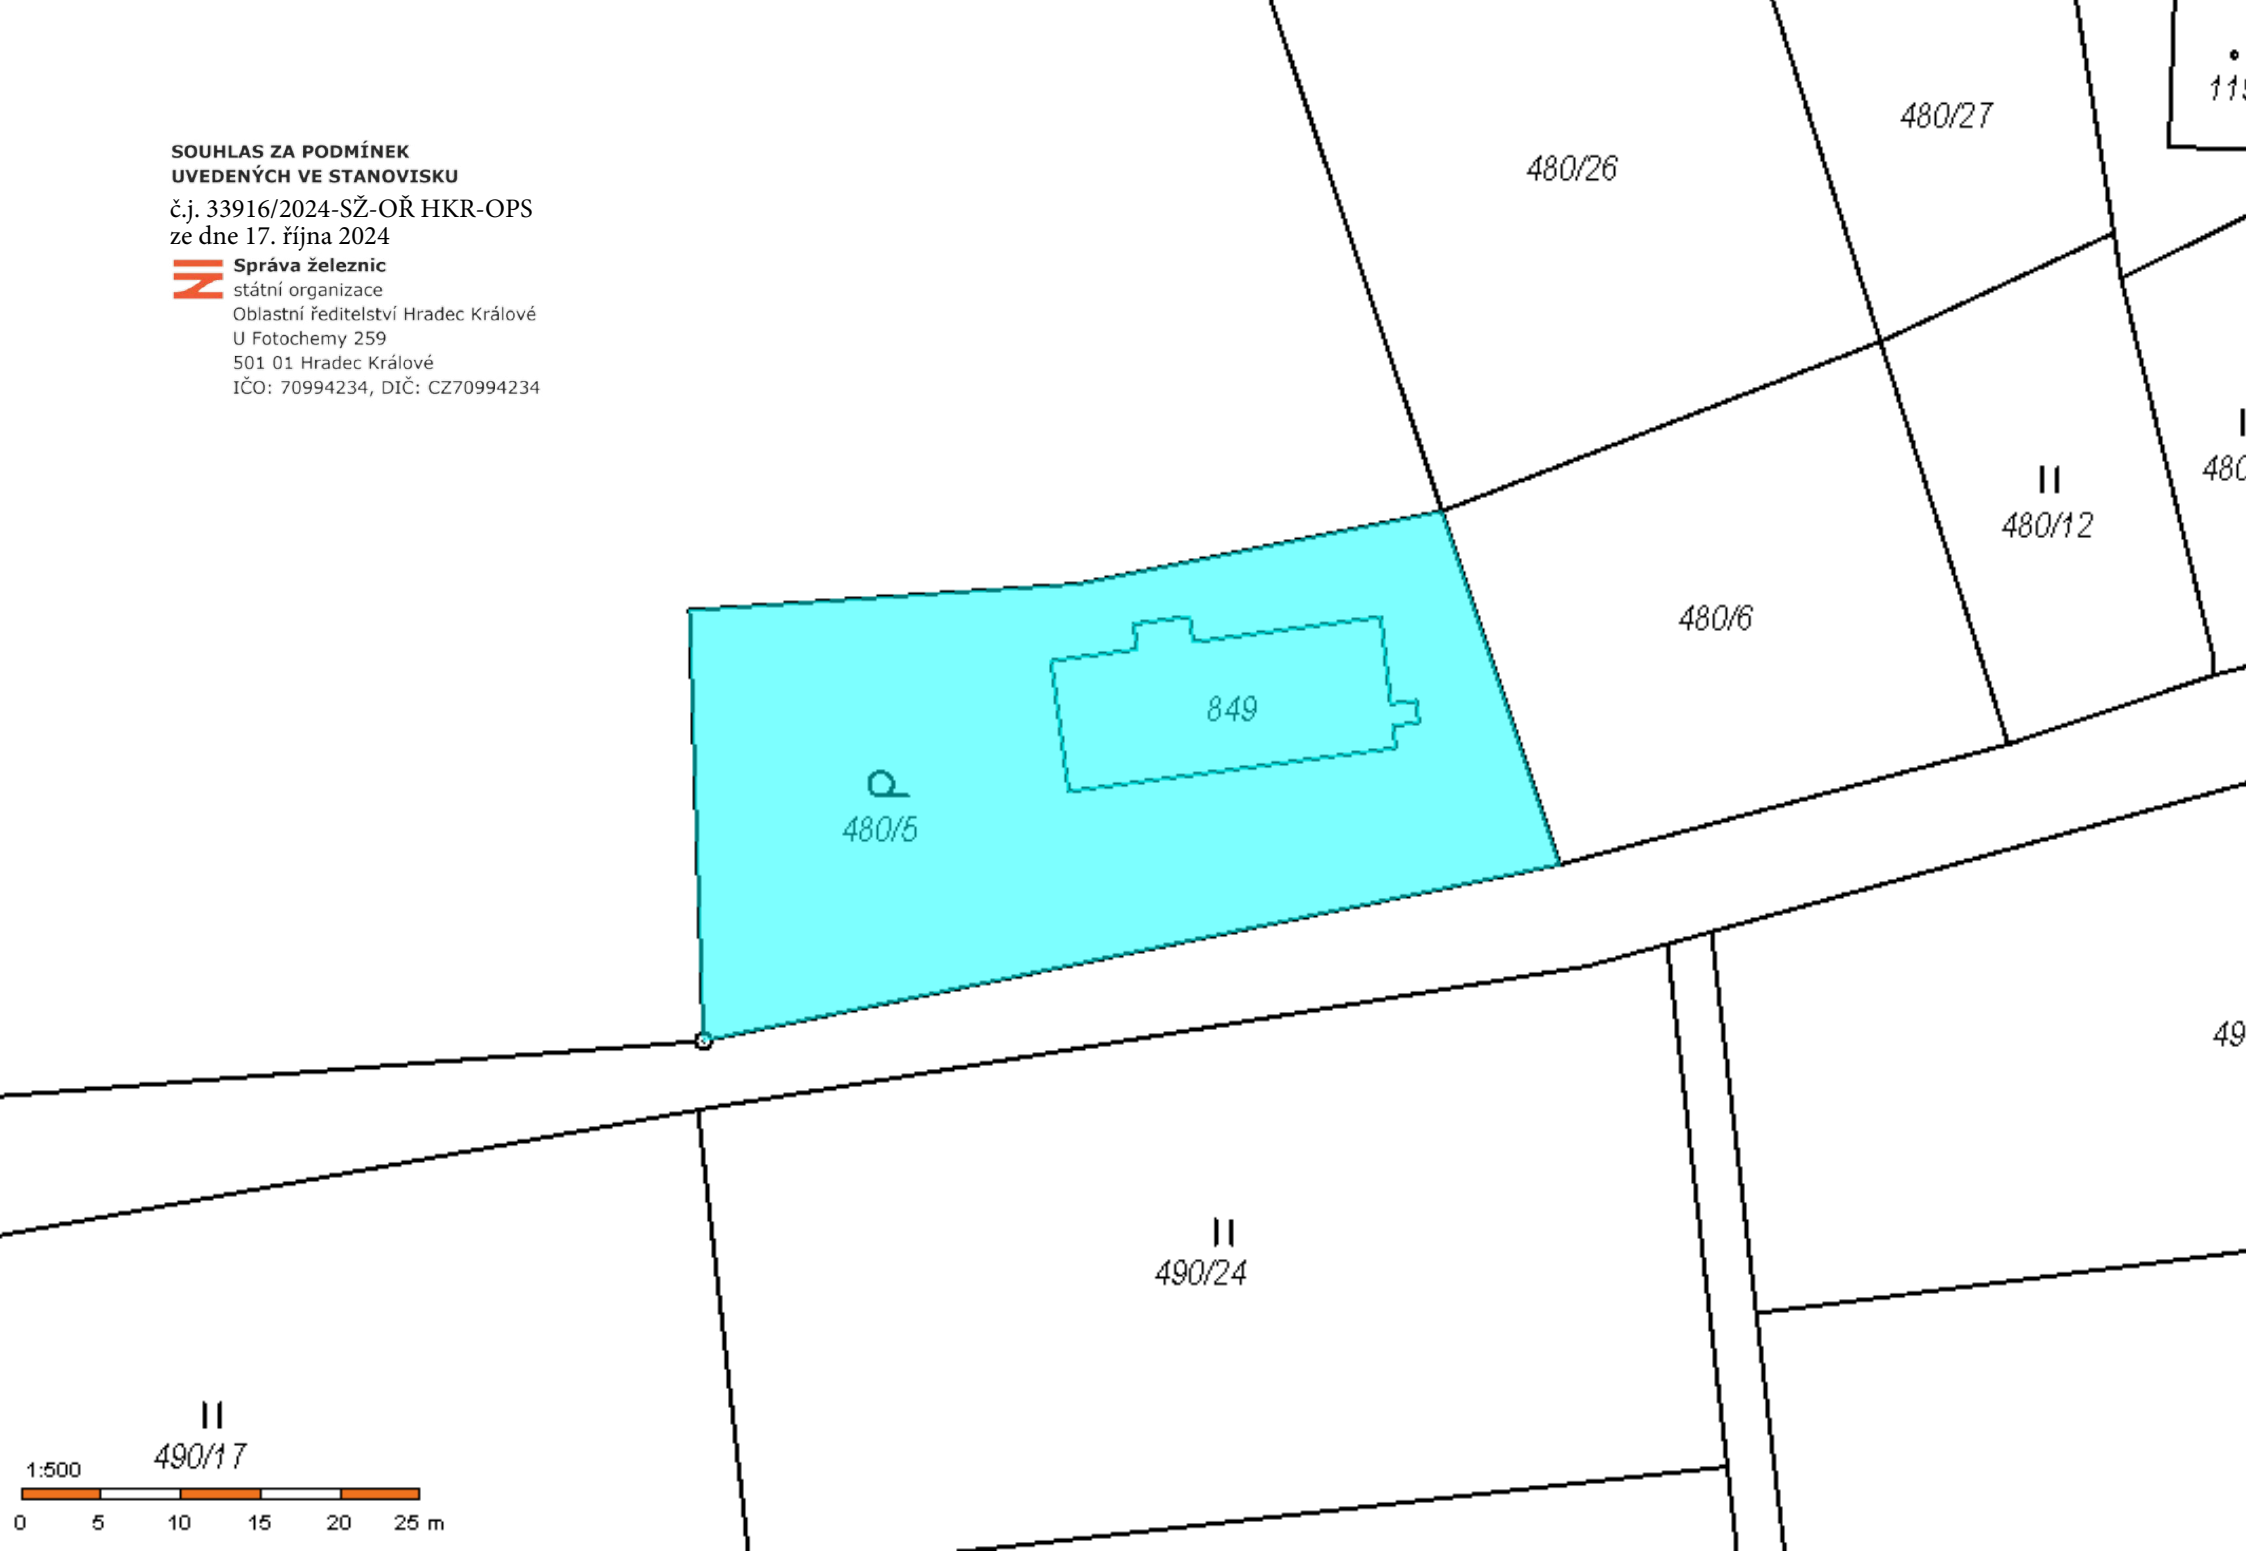 SOUHLAS ZA PODMÍNEK
UVEDENÝCH VE STANOVISKU
č.j. 33916/2024-SŽ-OŘ HKR-OPS
ze dne 17. října 2024
Správa železnic
státní organizace
Oblastní ředitelství Hradec Králové
U Fotochemy 259
501 01 Hradec Králové
IČO: 70994234, DIČ: CZ70994234
480/27
480/26
480/12
480
480/6
849
480/5
49
490/24
490/17
1:500
0 5 10 15 20 25 m